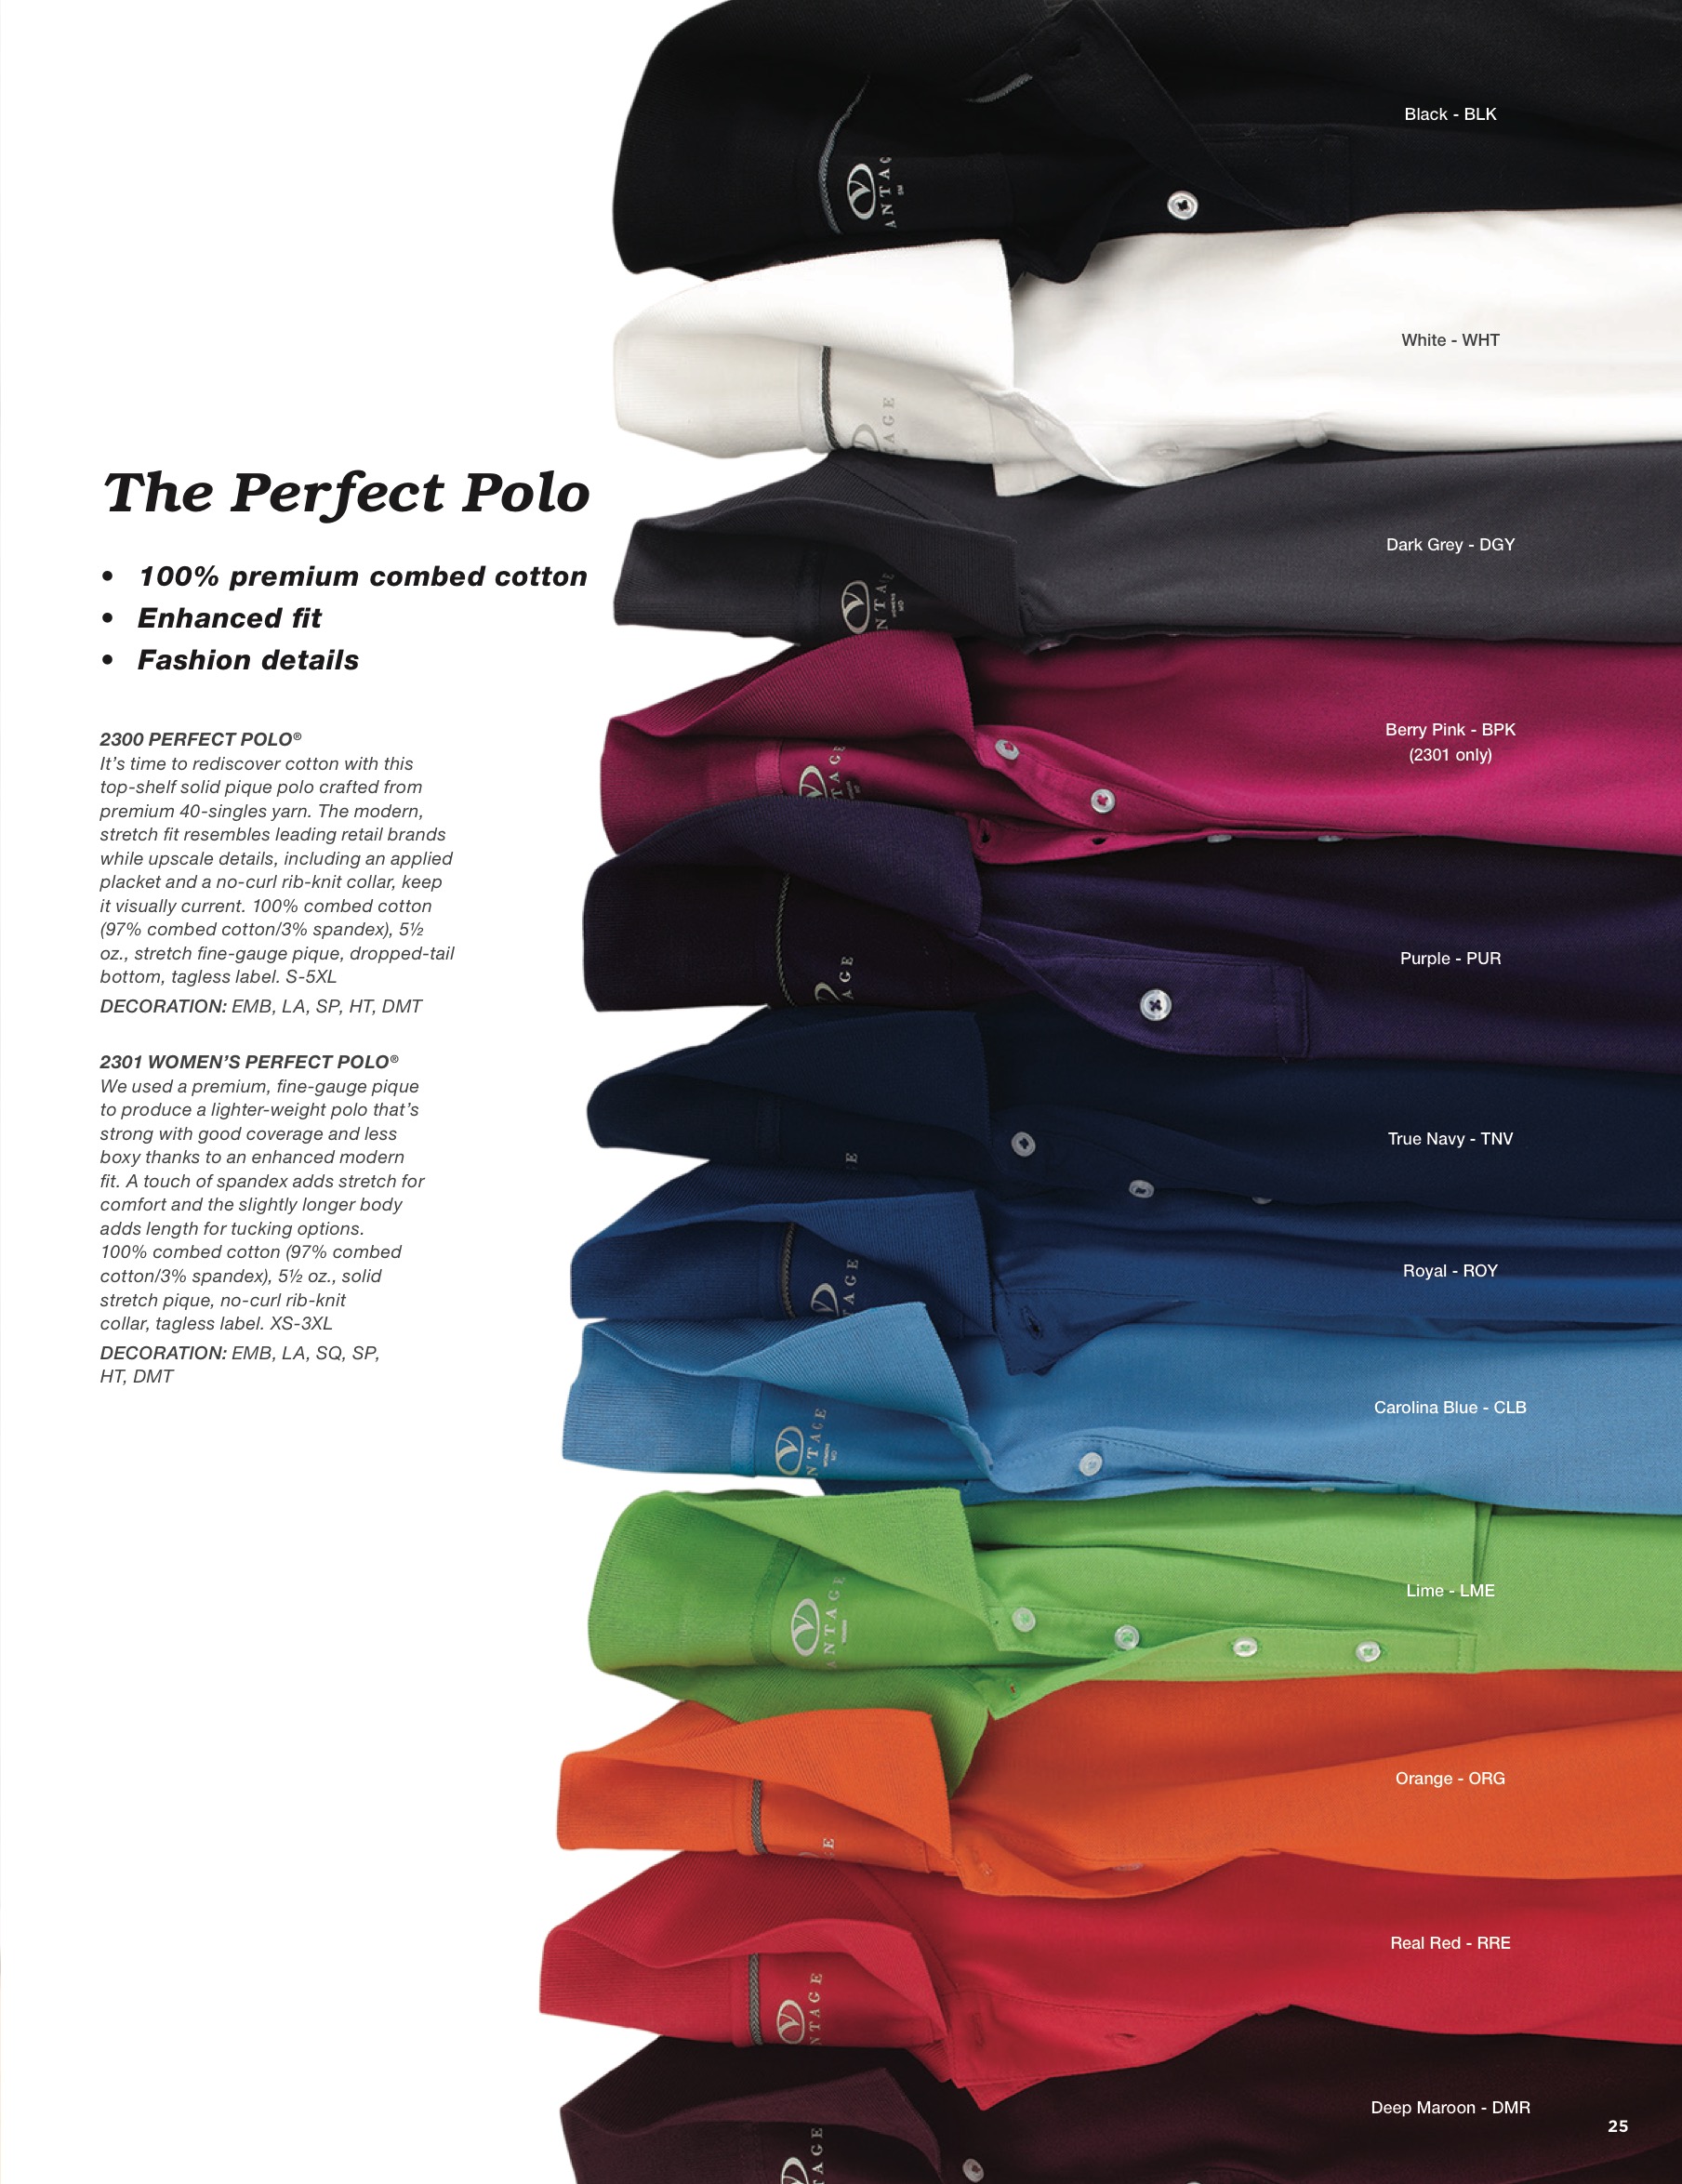 Black - BLK
White - WHT
The Perfect Polo
• 100% premium combed cotton
• Enhanced fit
• Fashion details
2300 PERFECT POLO®
It’s time to rediscover cotton with this
top-shelf solid pique polo crafted from
premium 40-singles yarn. The modern,
stretch fit resembles leading retail brands
while upscale details, including an applied
placket and a no-curl rib-knit collar, keep
it visually current. 100% combed cotton
(97% combed cotton/3% spandex), 5½
oz., stretch fine-gauge pique, dropped-tail
bottom, tagless label. S-5XL
DECORATION: EMB, LA, SP, HT, DMT
2301 WOMEN’S PERFECT POLO®
We used a premium, fine-gauge pique
to produce a lighter-weight polo that’s
strong with good coverage and less
boxy thanks to an enhanced modern
fit. A touch of spandex adds stretch for
comfort and the slightly longer body
adds length for tucking options.
100% combed cotton (97% combed
cotton/3% spandex), 5½ oz., solid
stretch pique, no-curl rib-knit
collar, tagless label. XS-3XL
DECORATION: EMB, LA, SQ, SP,
HT, DMT
Dark Grey - DGY
Berry Pink - BPK
(2301 only)
Purple - PUR
True Navy - TNV
Royal - ROY
Carolina Blue - CLB
Lime - LME
Orange - ORG
Real Red - RRE
Deep Maroon - DMR
25